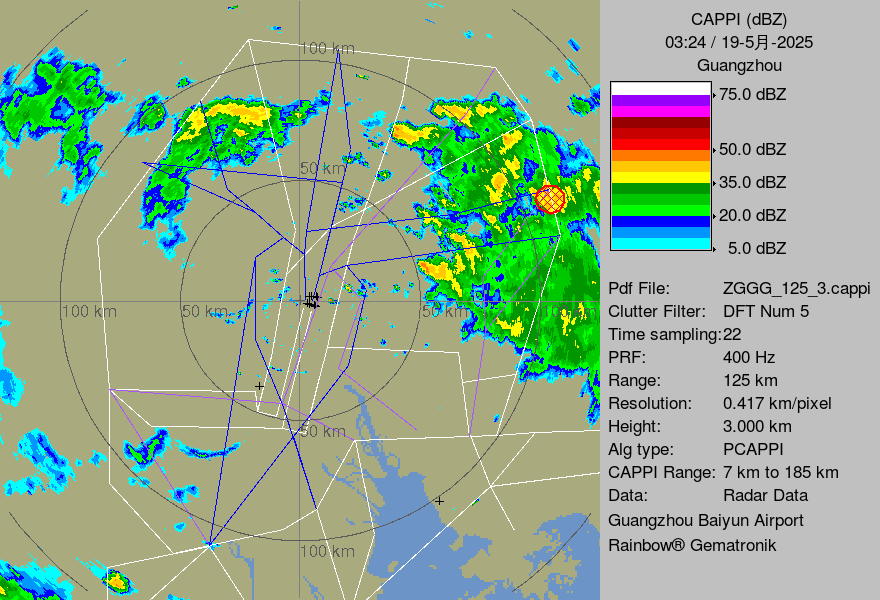 CAPPI (dBZ)
03:24 / 19-5月-2025
Guangzhou
75.0 dBZ
50.0 dBZ
35.0 dBZ
20.0 dBZ
5.0 dBZ
Pdf File: ZGGG_125_3.cappi
Clutter Filter: DFT Num 5
Time sampling:22
PRF: 400 Hz
Range: 125 km
Resolution: 0.417 km/pixel
Height: 3.000 km
Alg type: PCAPPI
CAPPI Range: 7 km to 185 km
Data: Radar Data
Guangzhou Baiyun Airport
Rainbow® Gematronik
100 km
50 km
100 km
50 km
50 km
100 km
50 km
100 km